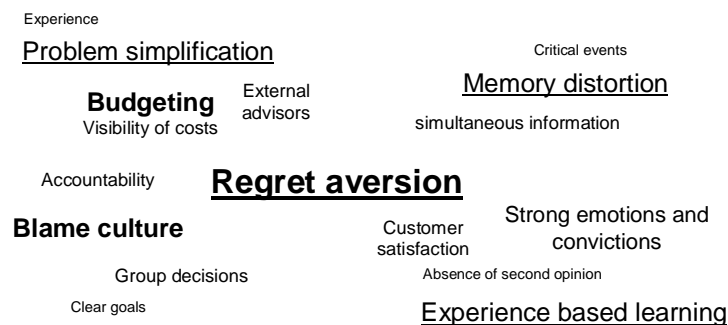 Experience
Problem simplification
Critical events
Memory distortion
External
advisors
Budgeting
Visibility of costs
simultaneous information
Accountability
Regret aversion
Strong emotions and
convictions
Blame culture
Customer
satisfaction
Group decisions
Absence of second opinion
Clear goals
Experience based learning